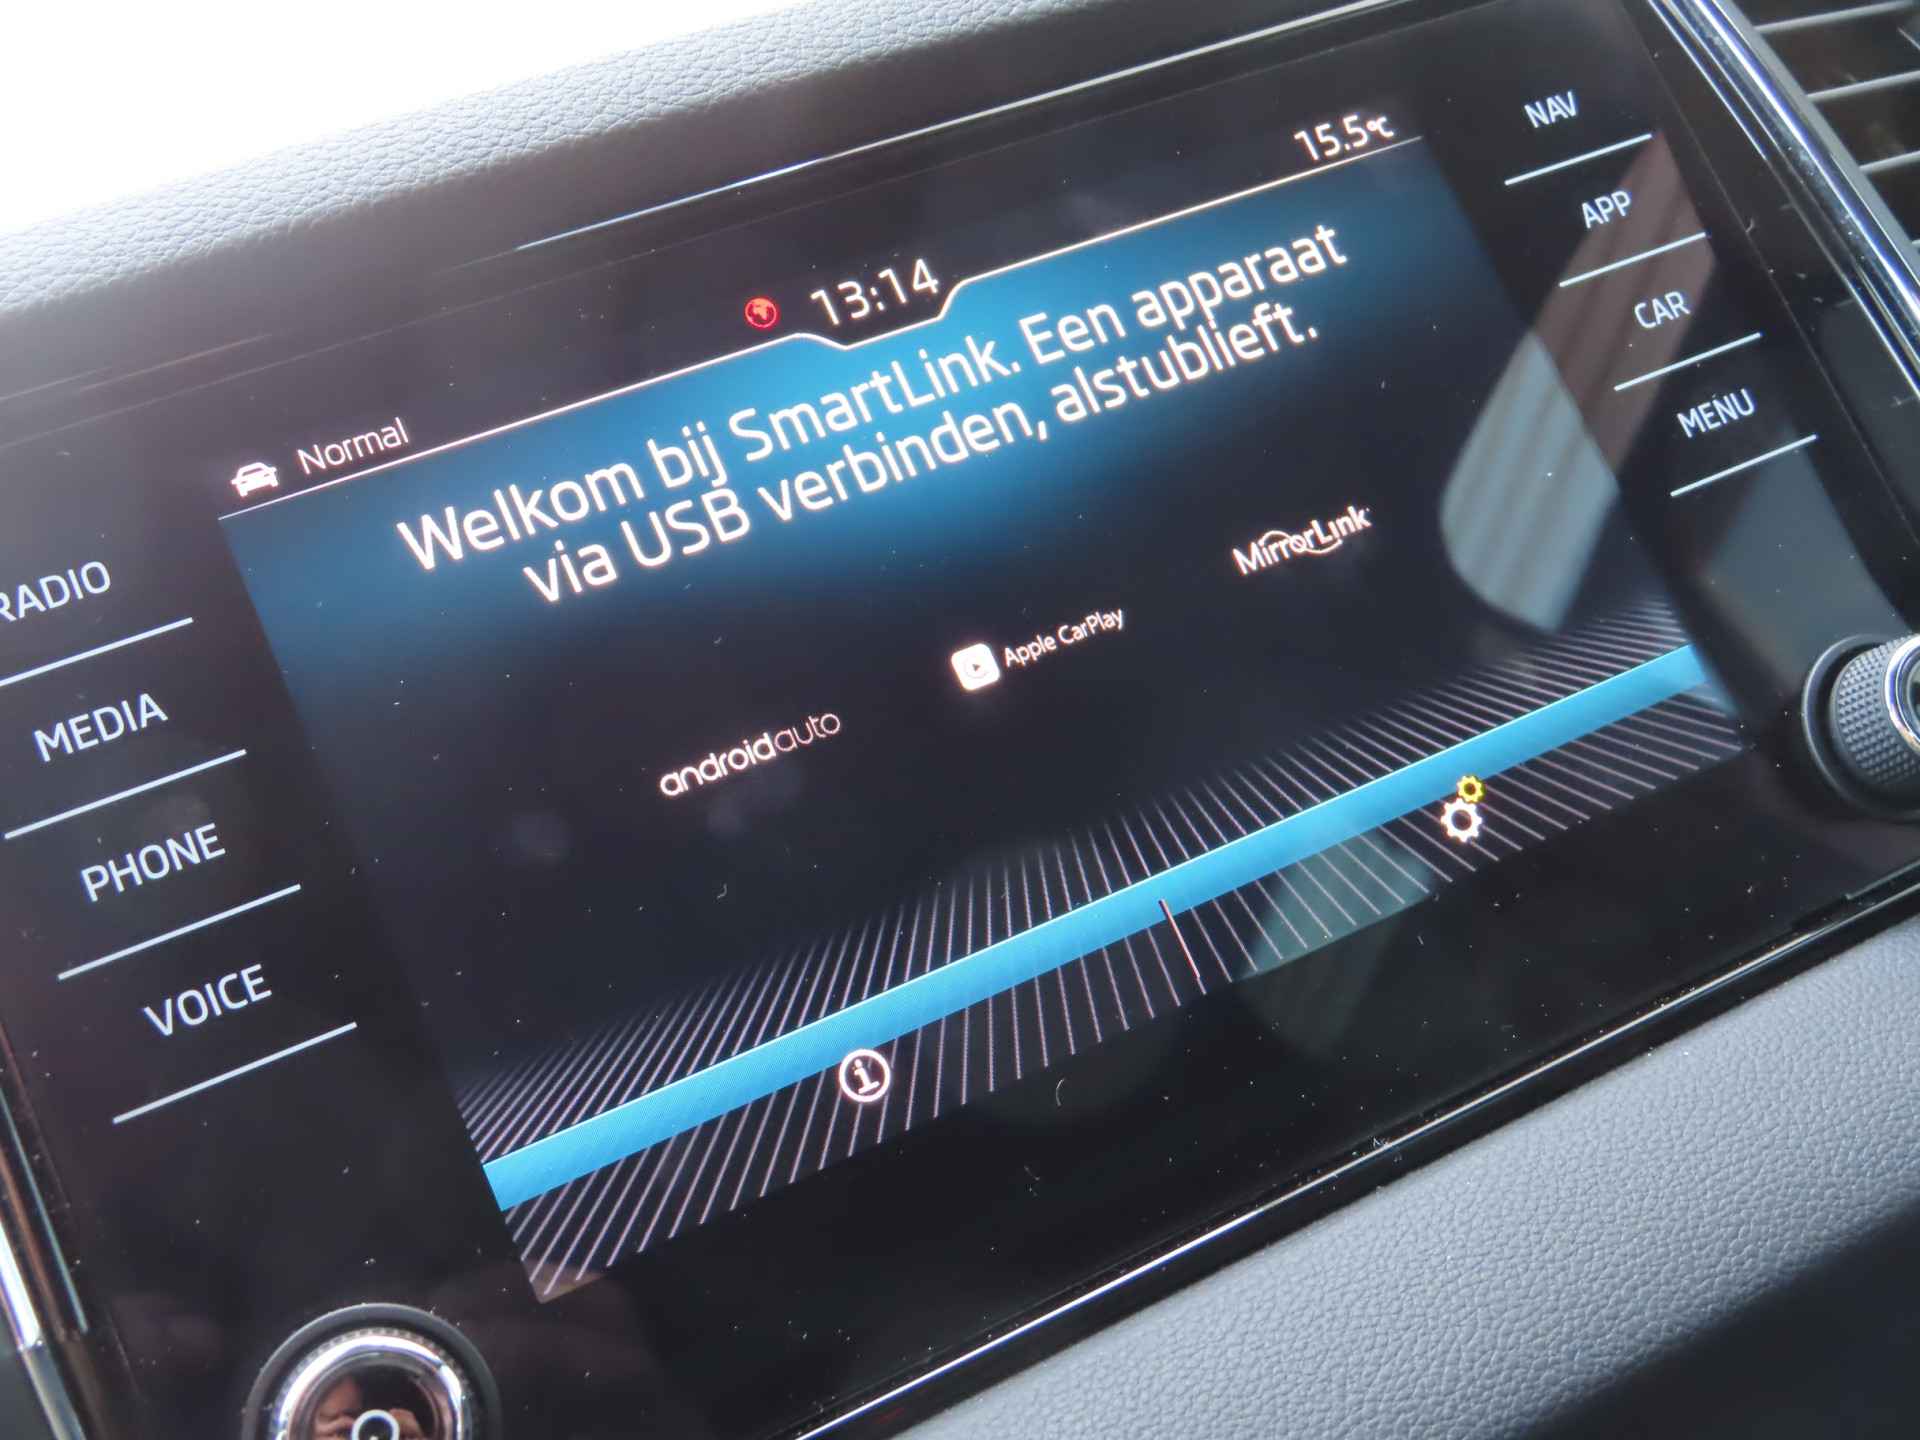 15.5°C
13:14
Normal
Welkom bij SmartLink. Een apparaat
via USB verbinden, alstublieft.
androidauto
Apple CarPlay
MirrorLink
RADIO
MEDIA
PHONE
VOICE
NAV
APP
CAR
MENU